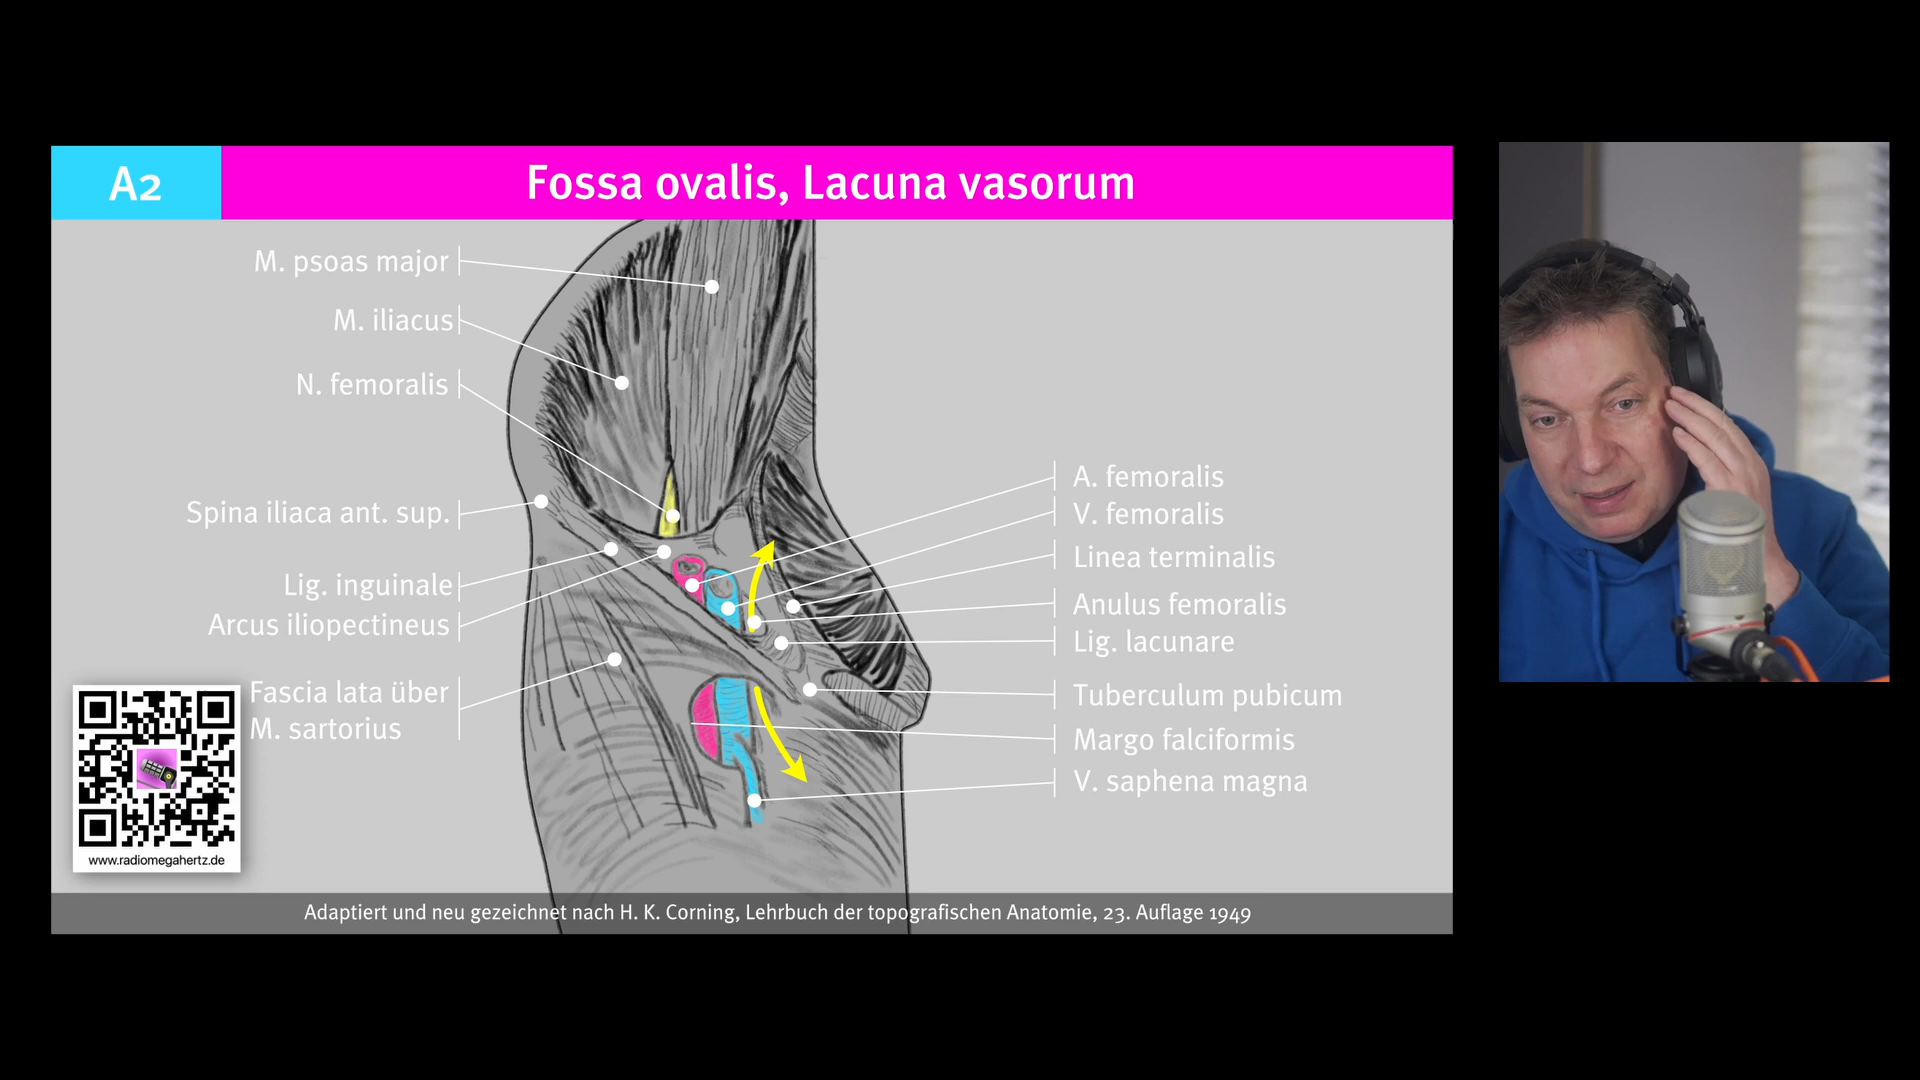 A2
Fossa ovalis, Lacuna vasorum
M. psoas major
M. iliacus
N. femoralis
Spina iliaca ant. sup.
Lig. inguinale
Arcus iliopectineus
Fascia lata über
M. sartorius
A. femoralis
V. femoralis
Linea terminalis
Anulus femoralis
Lig. lacunare
Tuberculum pubicum
Margo falciformis
V. saphena magna
www.radiomegahertz.de
Adaptiert und neu gezeichnet nach H. K. Corning, Lehrbuch der topografischen Anatomie, 23. Auflage 1949